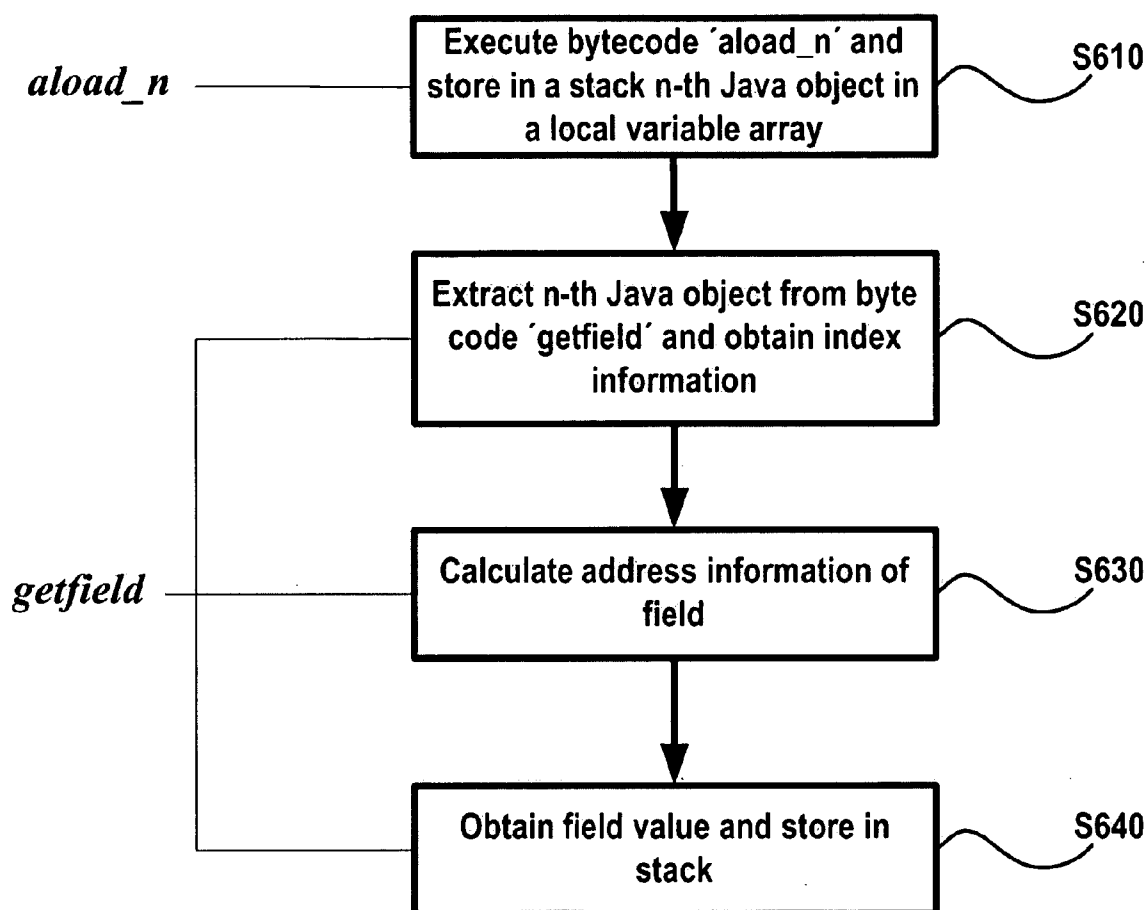 Execute bytecode ´aload_n´ and
store in a stack n-th Java object in
a local variable array
S610
aload_n
Extract n-th Java object from byte
code ´getfield´ and obtain index
information
S620
getfield
Calculate address information of
field
S630
Obtain field value and store in
stack
S640